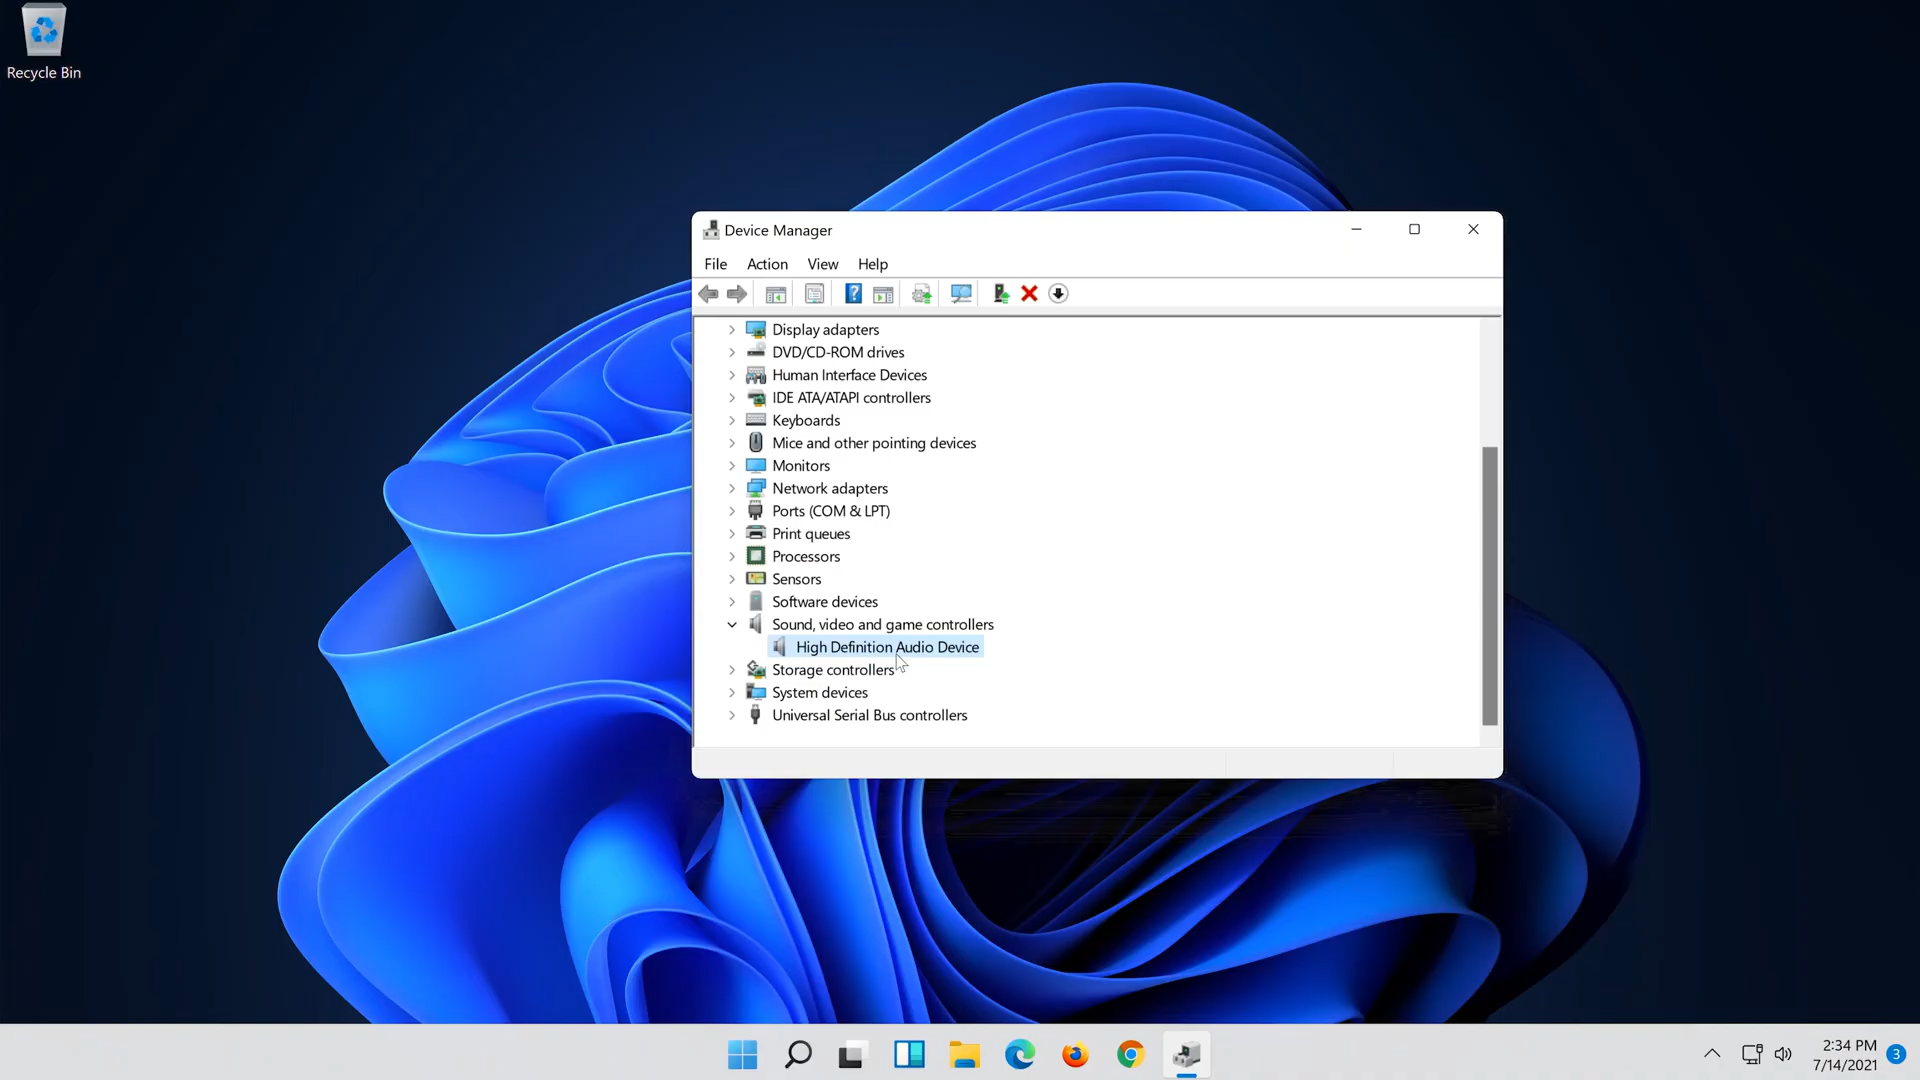 Recycle Bin
Device Manager
File Action View Help
Display adapters
DVD/CD-ROM drives
Human Interface Devices
IDE ATA/ATAPI controllers
Keyboards
Mice and other pointing devices
Monitors
Network adapters
Ports (COM & LPT)
Print queues
Processors
Sensors
Software devices
Sound, video and game controllers
High Definition Audio Device
Storage controllers
System devices
Universal Serial Bus controllers
2:34 PM
7/14/2021
3